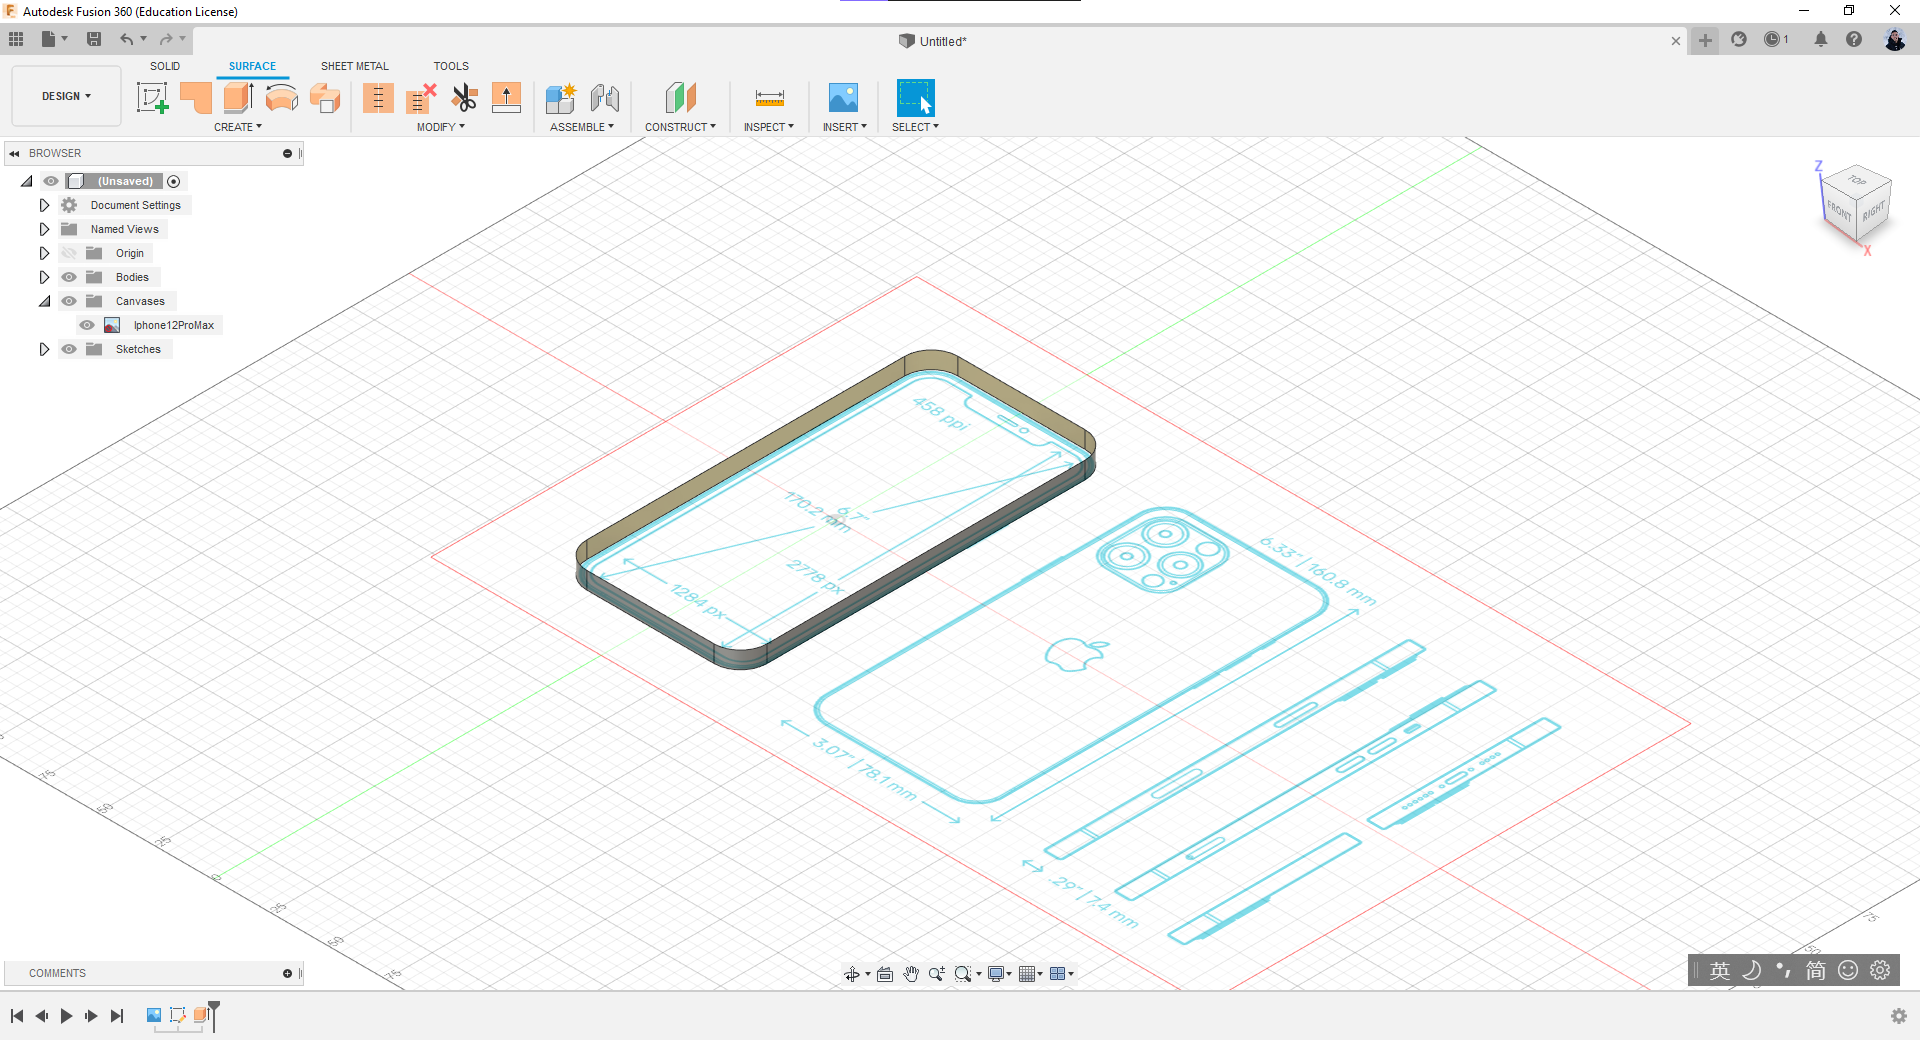 Autodesk Fusion 360 (Education License)
Untitled*
1
SOLID
SURFACE
SHEET METAL
TOOLS
DESIGN
CREATE
MODIFY
ASSEMBLE
CONSTRUCT
INSPECT
INSERT
SELECT
BROWSER
(Unsaved)
Document Settings
Named Views
Origin
Bodies
Canvases
Iphone12ProMax
Sketches
Z
TOP
FRONT
RIGHT
X
458 ppi
170.2 mm
6.7"
2778 px
1284 px
6.33" | 160.8 mm
3.07" | 78.1 mm
.29" | 7.4 mm
75
50
25
0
25
50
75
75
50
COMMENTS
英
简